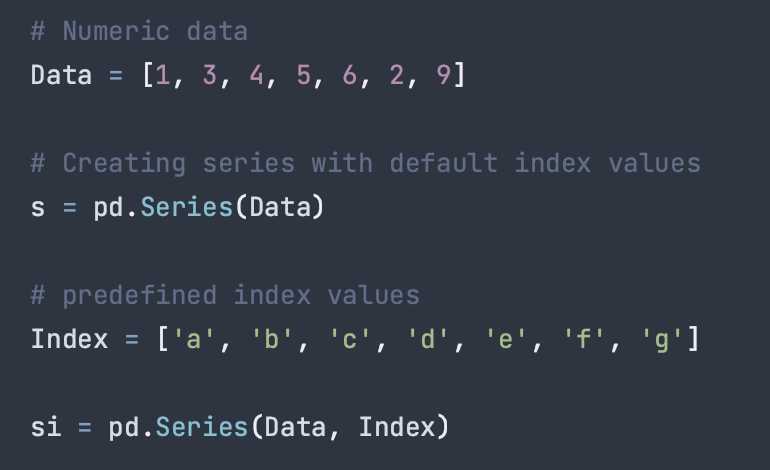 # Numeric data
Data = [1, 3, 4, 5, 6, 2, 9]
# Creating series with default index values
s = pd.Series(Data)
# predefined index values
Index = ['a', 'b', 'c', 'd', 'e', 'f', 'g']
si = pd.Series(Data, Index)